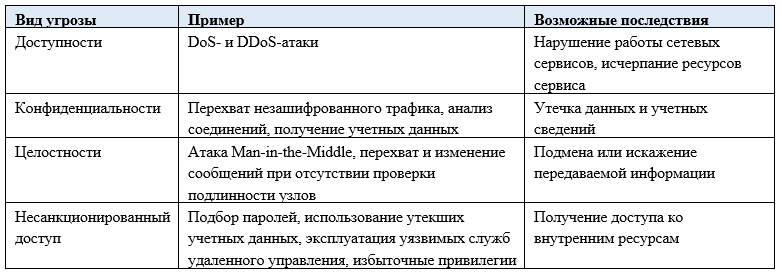 Вид угрозы Пример Возможные последствия
Доступности DoS- и DDoS-атаки Нарушение работы сетевых
сервисов, исчерпание ресурсов
сервиса
Конфиденциальности Перехват незашифрованного трафика, анализ Утечка данных и учетных
соединений, получение учетных данных сведений
Целостности Атака Man-in-the-Middle, перехват и изменение Подмена или искажение
сообщений при отсутствии проверки передаваемой информации
подлинности узлов
Несанкционированный Подбор паролей, использование утекших Получение доступа ко
доступ учетных данных, эксплуатация уязвимых служб внутренним ресурсам
удаленного управления, избыточные привилегии